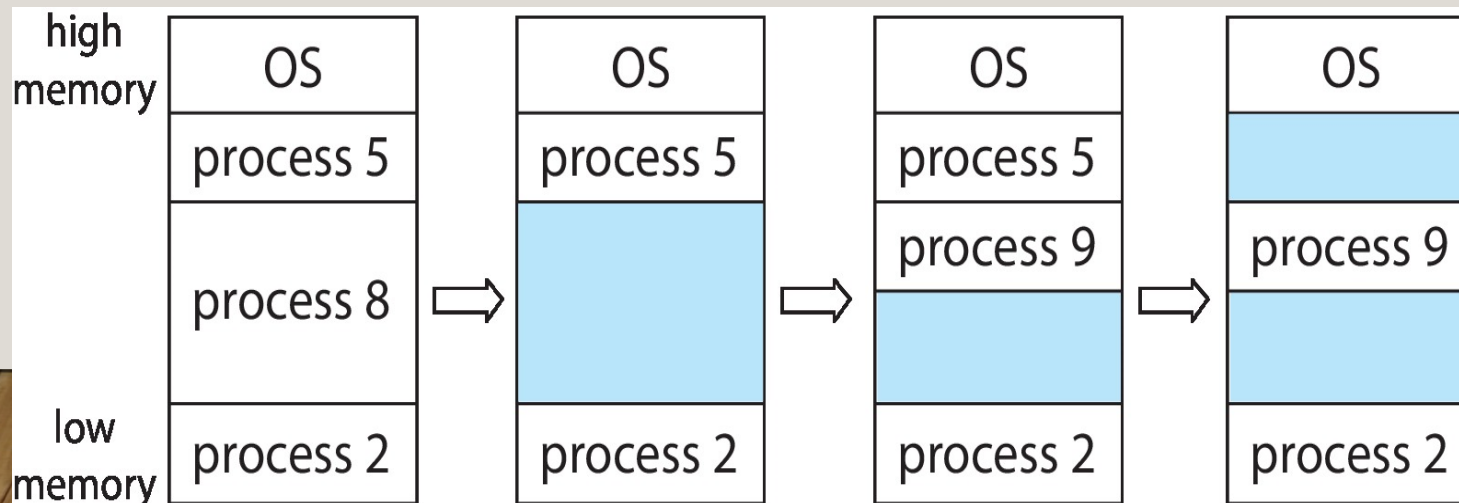 high
memory
OS
OS
OS
OS
process 5
process 5
process 5
process 9
process 9
process 8
low
memory
process 2
process 2
process 2
process 2